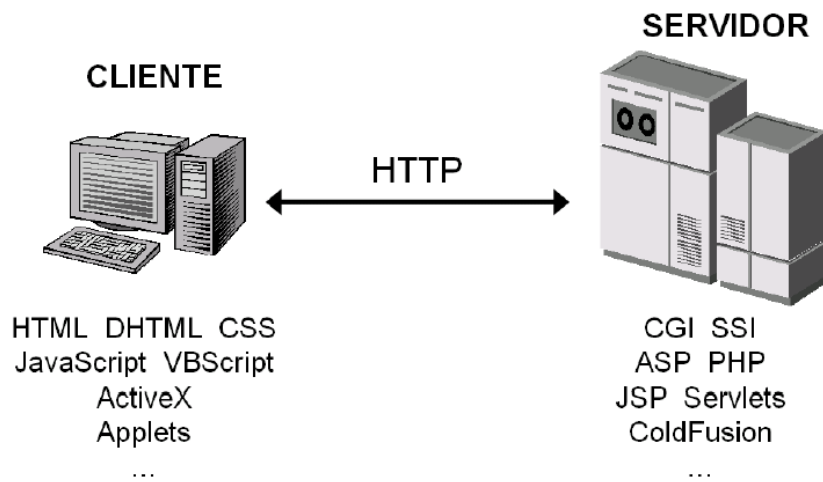 CLIENTE
SERVIDOR
HTTP
HTML DHTML CSS
JavaScript VBScript
ActiveX
Applets
...
CGI SSI
ASP PHP
JSP Servlets
ColdFusion
...